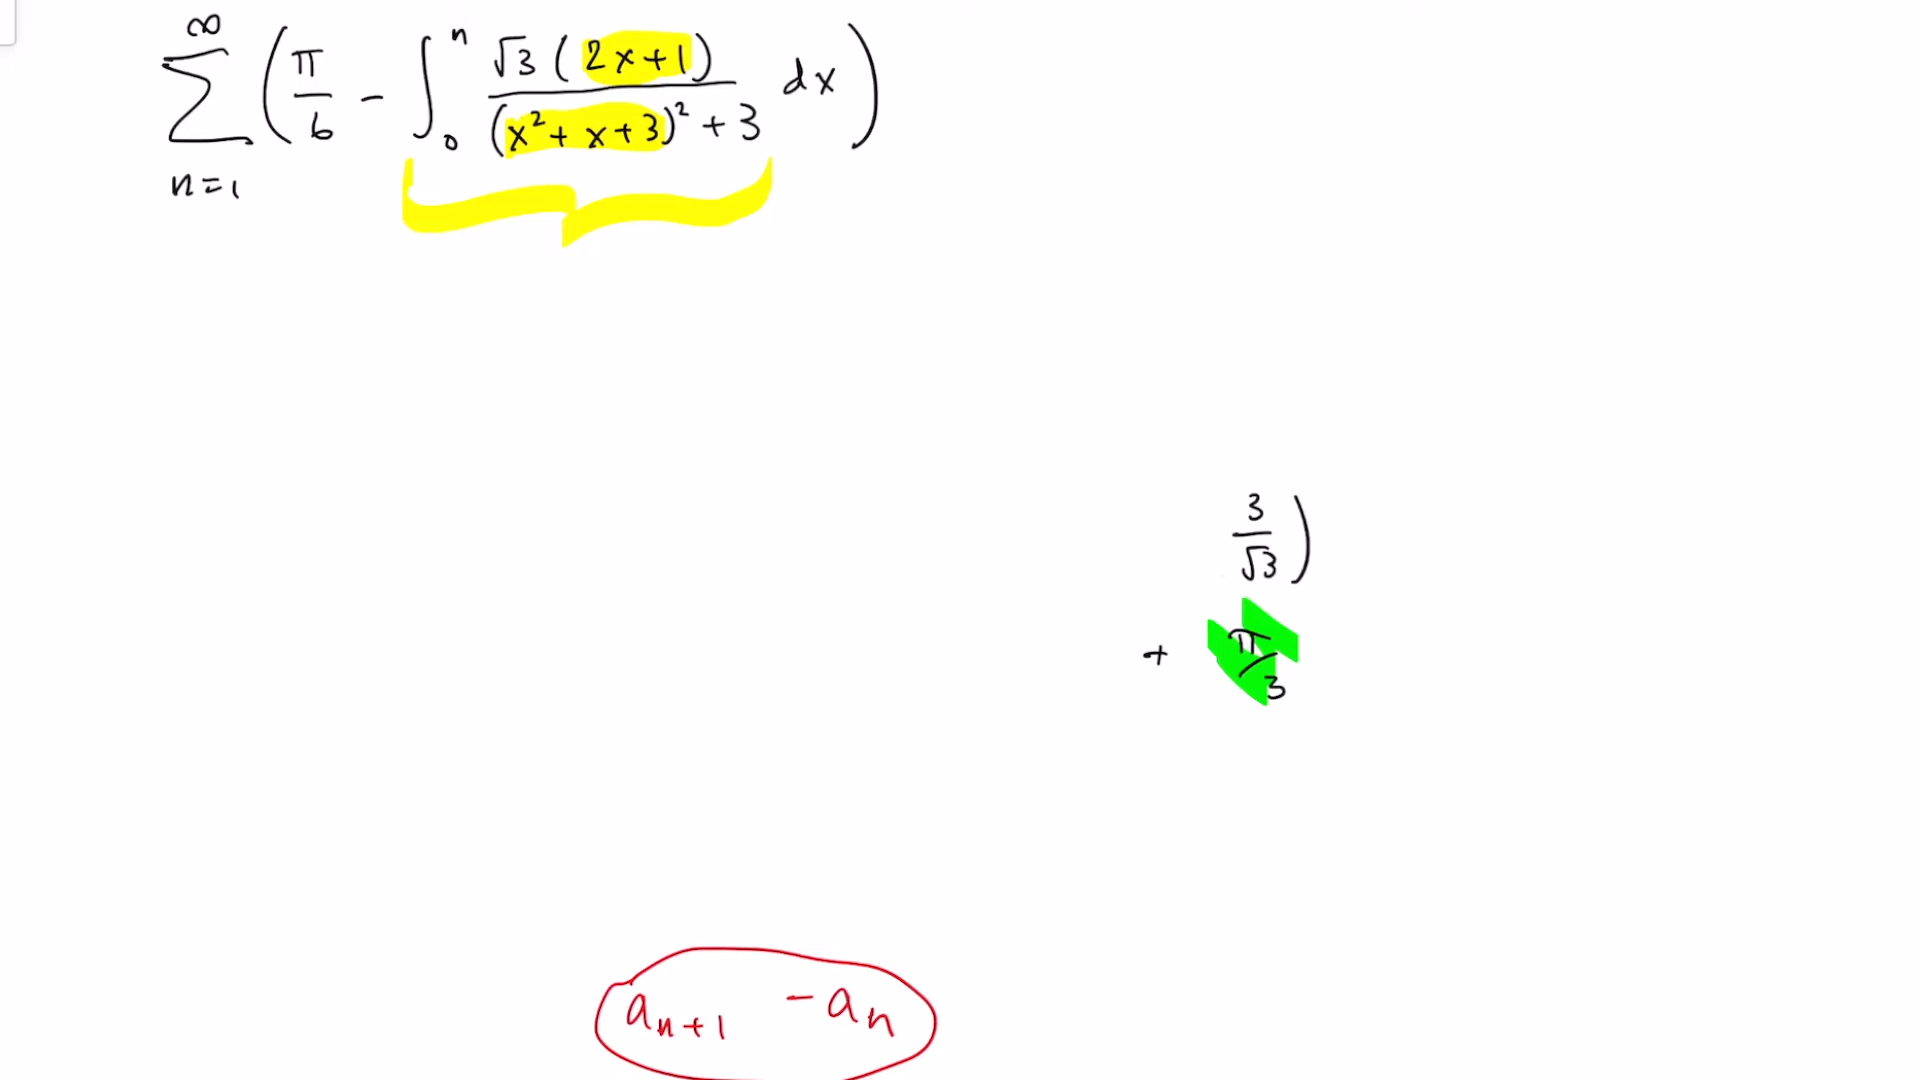 ∑_{n=1}^{∞} ( π/6 - ∫_0^n √3 (2x+1) / ((x²+x+3)² + 3) dx )
3/√3 )
+ π/3
a_{n+1} - a_n